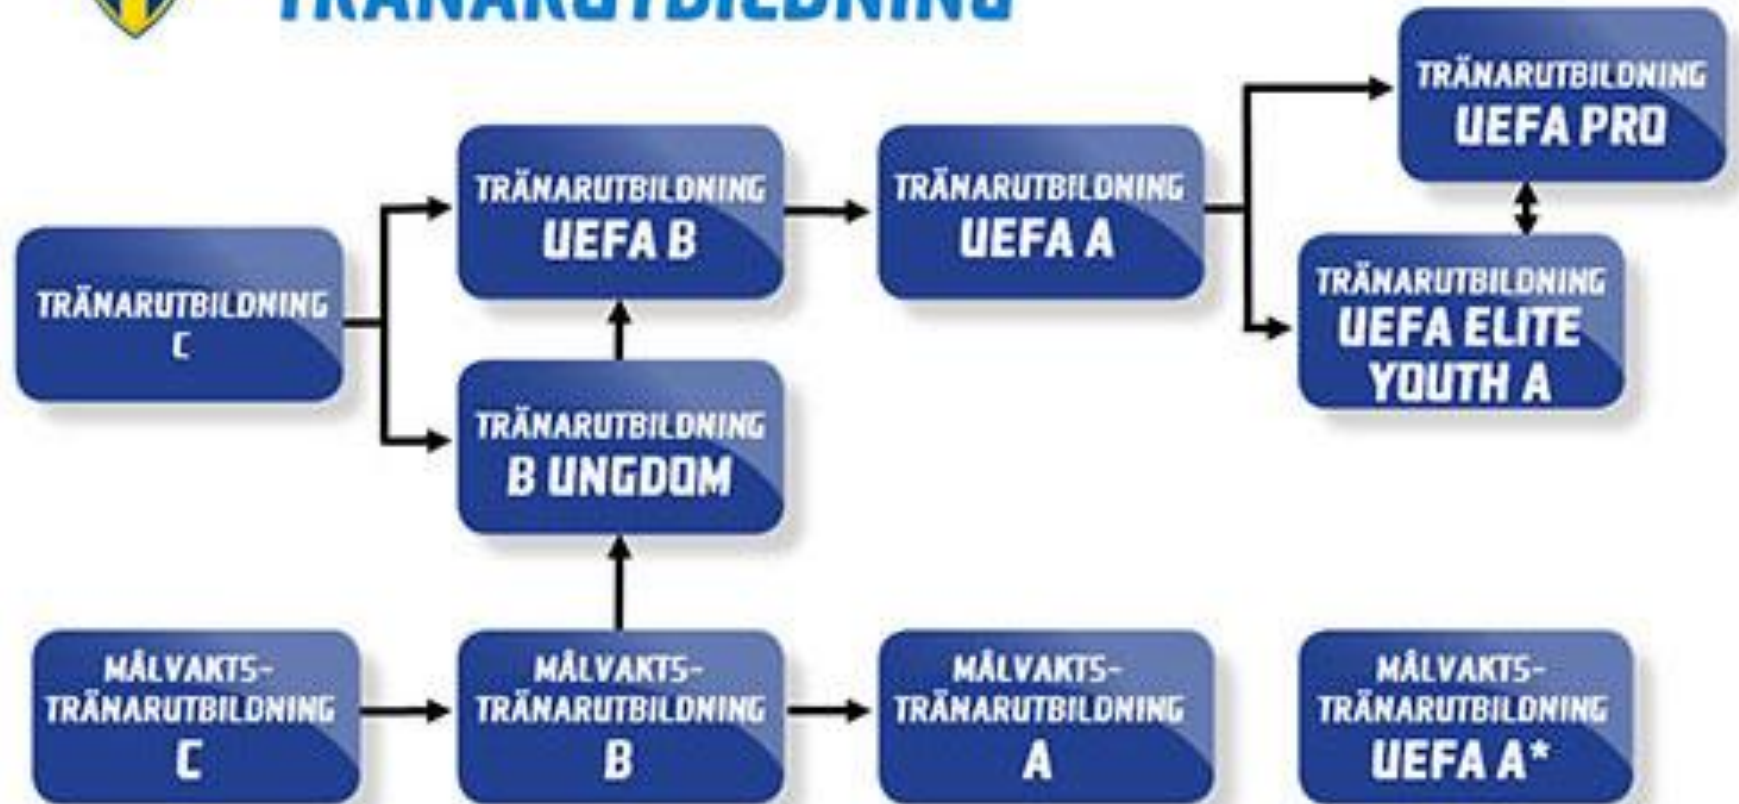 TRÄNARUTBILDNING
TRÄNARUTBILDNING
UEFA PRO
TRÄNARUTBILDNING
UEFA B
TRÄNARUTBILDNING
UEFA A
TRÄNARUTBILDNING
C
TRÄNARUTBILDNING
UEFA ELITE
YOUTH A
TRÄNARUTBILDNING
B UNGDOM
MÅLVAKTS-
TRÄNARUTBILDNING
C
MÅLVAKTS-
TRÄNARUTBILDNING
B
MÅLVAKTS-
TRÄNARUTBILDNING
A
MÅLVAKTS-
TRÄNARUTBILDNING
UEFA A*